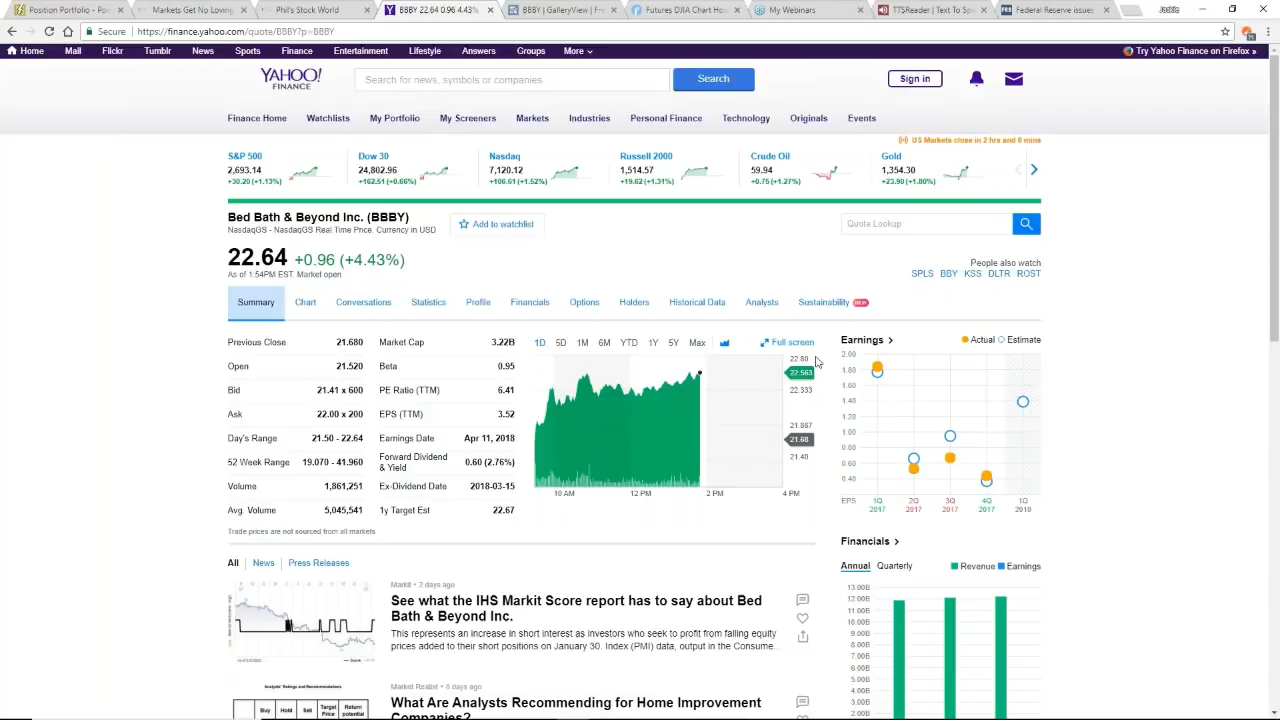 Position Portfolio - Po
Markets Get No Loving
Phil's Stock World
BBBY 22.64 0.96 4.43%
BBBY | GalleryView | Fre
Futures DJIA Chart Ho
My Webinars
TTSReader | Text To Spe
Federal Reserve issues
Secure
https://finance.yahoo.com/quote/BBBY?p=BBBY
Home Mail Flickr Tumblr News Sports Finance Entertainment Lifestyle Answers Groups More
Try Yahoo Finance on Firefox »
YAHOO!
FINANCE
Search for news, symbols or companies
Search
Sign in
Finance Home Watchlists My Portfolio My Screeners Markets Industries Personal Finance Technology Originals Events
US Markets close in 2 hrs and 6 mins
S&P 500 Dow 30 Nasdaq Russell 2000 Crude Oil Gold
2,693.14 24,802.96 7,120.12 1,514.57 59.94 1,354.30
+30.20 (+1.13%) +162.51 (+0.66%) +106.61 (+1.52%) +19.62 (+1.31%) +0.75 (+1.27%) +23.90 (+1.80%)
Bed Bath & Beyond Inc. (BBBY)
NasdaqGS - NasdaqGS Real Time Price. Currency in USD
Add to watchlist
Quote Lookup
22.64 +0.96 (+4.43%)
As of 1:54PM EST. Market open.
People also watch
SPLS BBY KSS DLTR ROST
Summary Chart Conversations Statistics Profile Financials Options Holders Historical Data Analysts Sustainability NEW
Previous Close 21.680
Open 21.520
Bid 21.41 x 600
Ask 22.00 x 200
Day's Range 21.50 - 22.64
52 Week Range 19.070 - 41.960
Volume 1,861,251
Avg. Volume 5,045,541
Market Cap 3.22B
Beta 0.95
PE Ratio (TTM) 6.41
EPS (TTM) 3.52
Earnings Date Apr 11, 2018
Forward Dividend
& Yield 0.60 (2.76%)
Ex-Dividend Date 2018-03-15
1y Target Est 22.67
Trade prices are not sourced from all markets
1D 5D 1M 6M YTD 1Y 5Y Max
Full screen
22.80
22.563
22.333
21.867
21.68
21.40
10 AM 12 PM 2 PM 4 PM
Earnings
Actual Estimate
2.00
1.80
1.60
1.40
1.20
1.00
0.80
0.60
0.40
EPS 1Q 2Q 3Q 4Q 1Q
2017 2017 2017 2017 2018
Financials
Annual Quarterly
Revenue Earnings
13.00B
12.00B
11.00B
10.00B
9.00B
8.00B
7.00B
6.00B
5.00B
4.00B
3.00B
2.00B
All News Press Releases
Markit • 2 days ago
See what the IHS Markit Score report has to say about Bed
Bath & Beyond Inc.
This represents an increase in short interest as investors who seek to profit from falling equity
prices added to their short positions on January 30. Index (PMI) data, output in the Consume...
Market Realist • 8 days ago
What Are Analysts Recommending for Home Improvement
Companies?
Analysts' Ratings and Recommendations
Buy Hold Sell Target Price Return potential